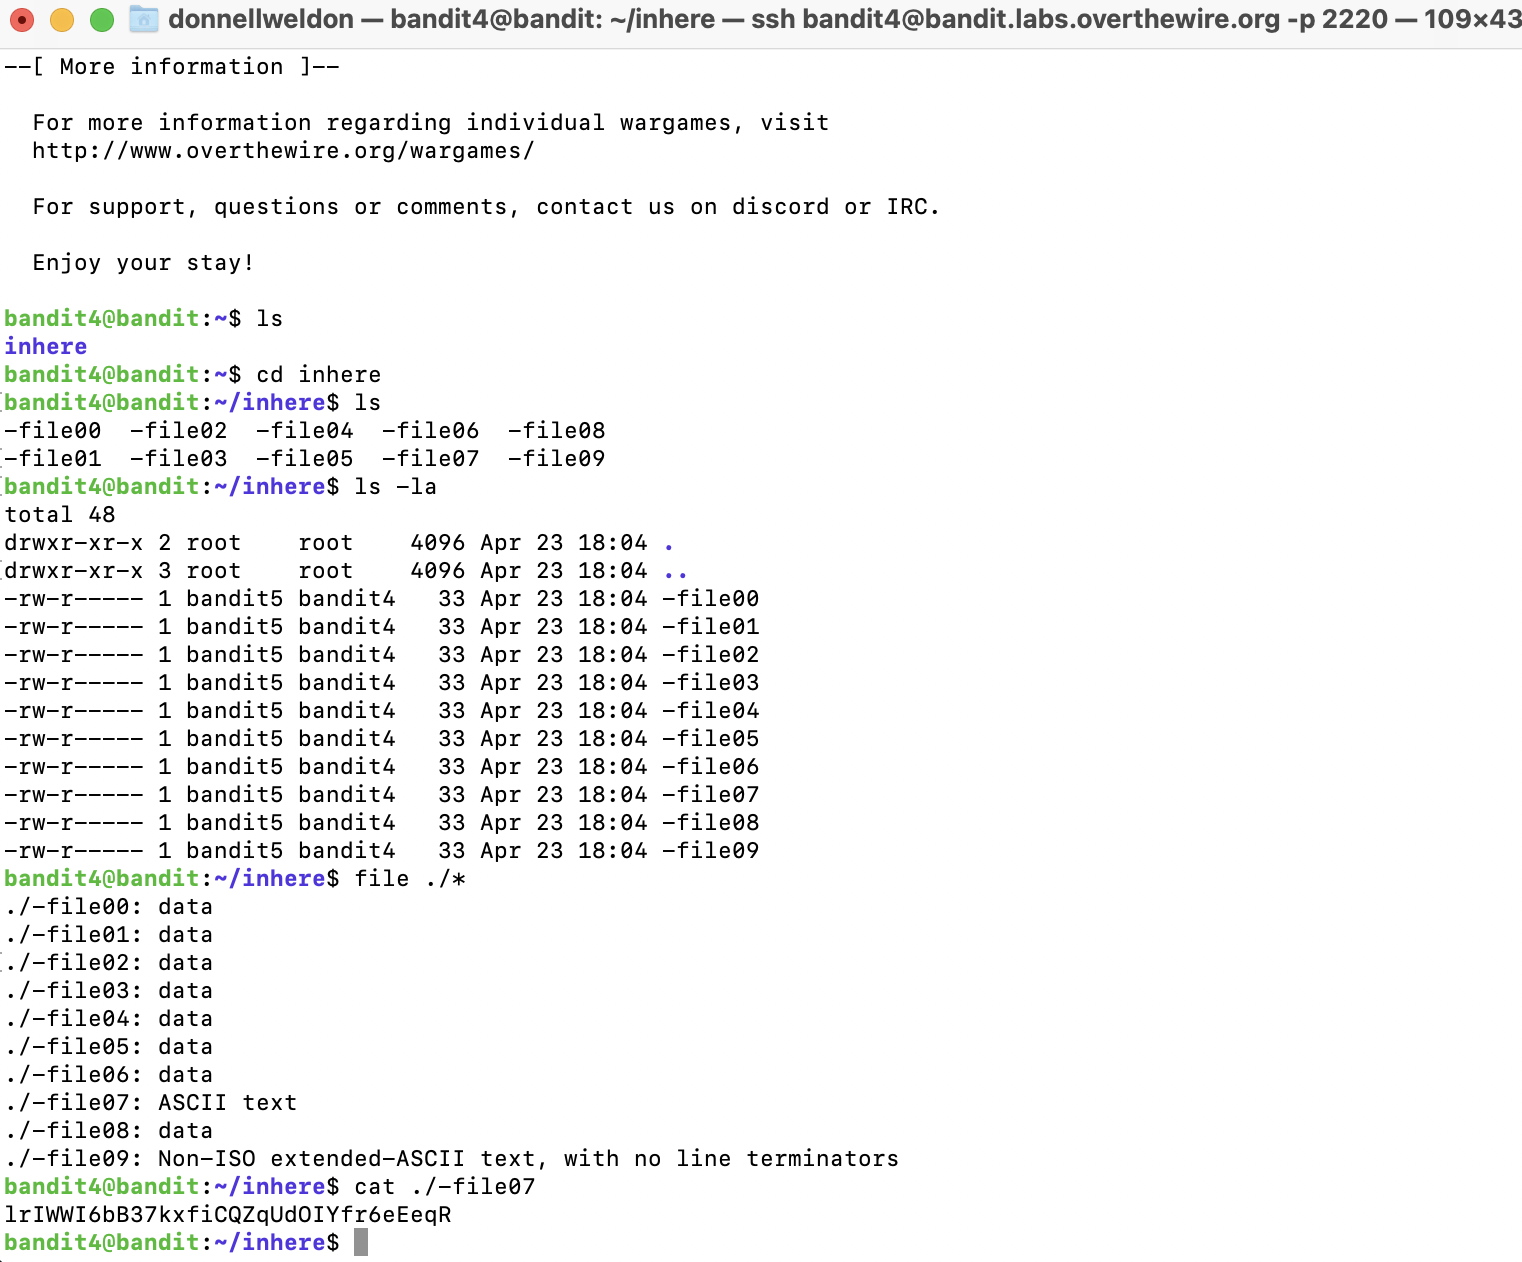 donnellweldon — bandit4@bandit: ~/inhere — ssh bandit4@bandit.labs.overthewire.org -p 2220 — 109×43
--[ More information ]--
For more information regarding individual wargames, visit
http://www.overthewire.org/wargames/
For support, questions or comments, contact us on discord or IRC.
Enjoy your stay!
bandit4@bandit:~$ ls
inhere
bandit4@bandit:~$ cd inhere
bandit4@bandit:~/inhere$ ls
-file00  -file02  -file04  -file06  -file08
-file01  -file03  -file05  -file07  -file09
bandit4@bandit:~/inhere$ ls -la
total 48
drwxr-xr-x 2 root    root    4096 Apr 23 18:04 .
drwxr-xr-x 3 root    root    4096 Apr 23 18:04 ..
-rw-r----- 1 bandit5 bandit4   33 Apr 23 18:04 -file00
-rw-r----- 1 bandit5 bandit4   33 Apr 23 18:04 -file01
-rw-r----- 1 bandit5 bandit4   33 Apr 23 18:04 -file02
-rw-r----- 1 bandit5 bandit4   33 Apr 23 18:04 -file03
-rw-r----- 1 bandit5 bandit4   33 Apr 23 18:04 -file04
-rw-r----- 1 bandit5 bandit4   33 Apr 23 18:04 -file05
-rw-r----- 1 bandit5 bandit4   33 Apr 23 18:04 -file06
-rw-r----- 1 bandit5 bandit4   33 Apr 23 18:04 -file07
-rw-r----- 1 bandit5 bandit4   33 Apr 23 18:04 -file08
-rw-r----- 1 bandit5 bandit4   33 Apr 23 18:04 -file09
bandit4@bandit:~/inhere$ file ./*
./-file00: data
./-file01: data
./-file02: data
./-file03: data
./-file04: data
./-file05: data
./-file06: data
./-file07: ASCII text
./-file08: data
./-file09: Non-ISO extended-ASCII text, with no line terminators
bandit4@bandit:~/inhere$ cat ./-file07
lrIWWI6bB37kxfiCQZqUdOIYfr6eEeqR
bandit4@bandit:~/inhere$